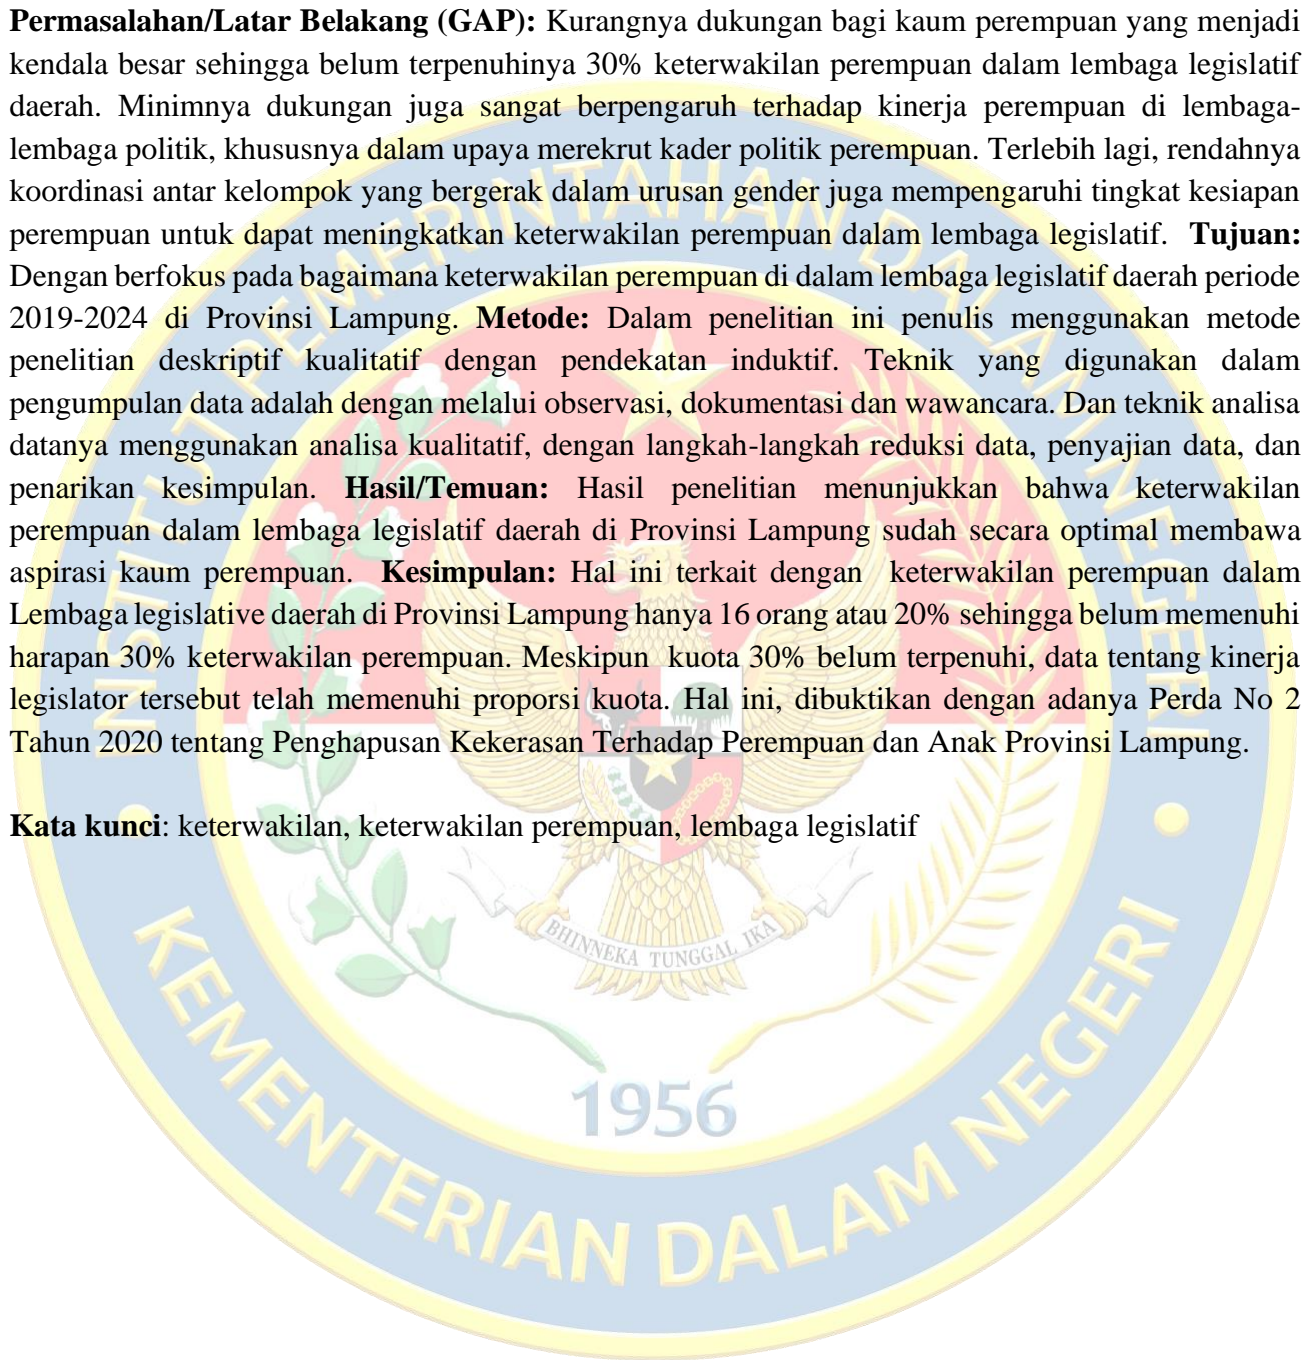 Permasalahan/Latar Belakang (GAP): Kurangnya dukungan bagi kaum perempuan yang menjadi
kendala besar sehingga belum terpenuhinya 30% keterwakilan perempuan dalam lembaga legislatif
daerah. Minimnya dukungan juga sangat berpengaruh terhadap kinerja perempuan di lembaga-
lembaga politik, khususnya dalam upaya merekrut kader politik perempuan. Terlebih lagi, rendahnya
koordinasi antar kelompok yang bergerak dalam urusan gender juga mempengaruhi tingkat kesiapan
perempuan untuk dapat meningkatkan keterwakilan perempuan dalam lembaga legislatif. Tujuan:
Dengan berfokus pada bagaimana keterwakilan perempuan di dalam lembaga legislatif daerah periode
2019-2024 di Provinsi Lampung. Metode: Dalam penelitian ini penulis menggunakan metode
penelitian deskriptif kualitatif dengan pendekatan induktif. Teknik yang digunakan dalam
pengumpulan data adalah dengan melalui observasi, dokumentasi dan wawancara. Dan teknik analisa
datanya menggunakan analisa kualitatif, dengan langkah-langkah reduksi data, penyajian data, dan
penarikan kesimpulan. Hasil/Temuan: Hasil penelitian menunjukkan bahwa keterwakilan
perempuan dalam lembaga legislatif daerah di Provinsi Lampung sudah secara optimal membawa
aspirasi kaum perempuan. Kesimpulan: Hal ini terkait dengan keterwakilan perempuan dalam
Lembaga legislative daerah di Provinsi Lampung hanya 16 orang atau 20% sehingga belum memenuhi
harapan 30% keterwakilan perempuan. Meskipun kuota 30% belum terpenuhi, data tentang kinerja
legislator tersebut telah memenuhi proporsi kuota. Hal ini, dibuktikan dengan adanya Perda No 2
Tahun 2020 tentang Penghapusan Kekerasan Terhadap Perempuan dan Anak Provinsi Lampung.
Kata kunci: keterwakilan, keterwakilan perempuan, lembaga legislatif
INSTITUT PEMERINTAHAN DALAM NEGERI
BHINNEKA TUNGGAL IKA
1956
KEMENTERIAN DALAM NEGERI